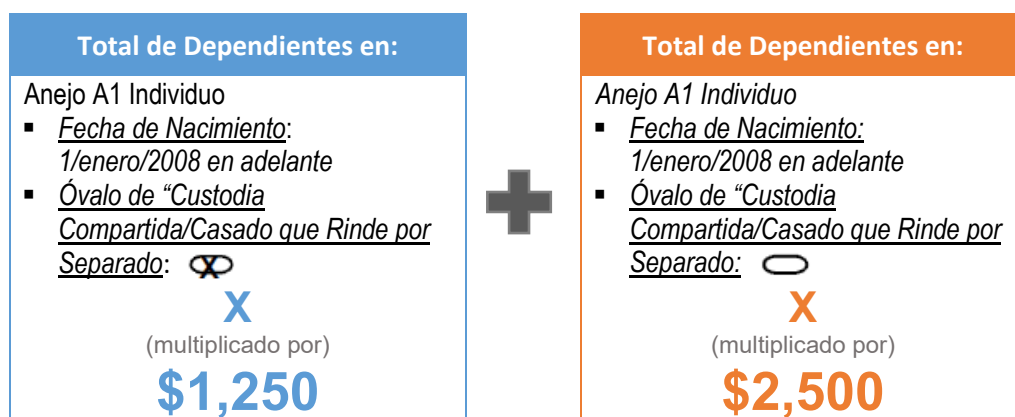 Total de Dependientes en:
Anejo A1 Individuo
▪ Fecha de Nacimiento:
1/enero/2008 en adelante
▪ Óvalo de “Custodia
Compartida/Casado que Rinde por
Separado: X
X
(multiplicado por)
$1,250
Total de Dependientes en:
Anejo A1 Individuo
▪ Fecha de Nacimiento:
1/enero/2008 en adelante
▪ Óvalo de “Custodia
Compartida/Casado que Rinde por
Separado:
X
(multiplicado por)
$2,500